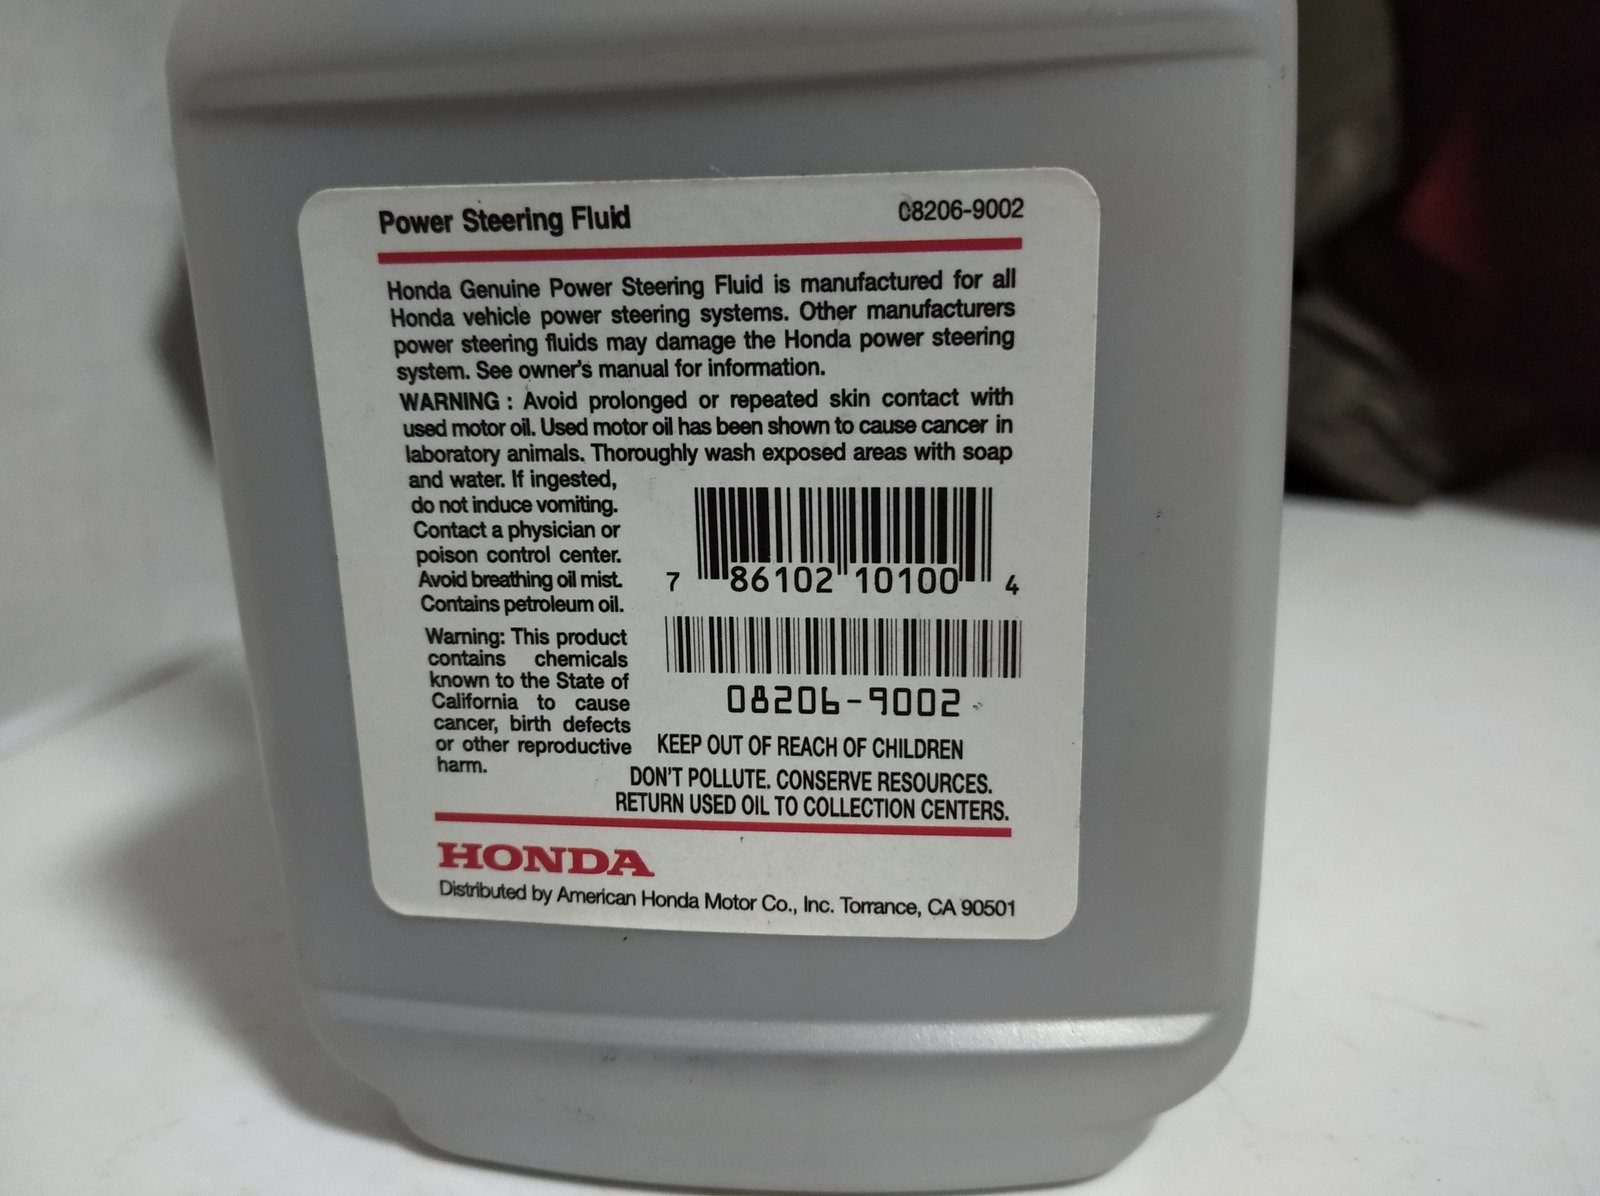 Power Steering Fluid 08206-9002
Honda Genuine Power Steering Fluid is manufactured for all
Honda vehicle power steering systems. Other manufacturers
power steering fluids may damage the Honda power steering
system. See owner's manual for information.
WARNING : Avoid prolonged or repeated skin contact with
used motor oil. Used motor oil has been shown to cause cancer in
laboratory animals. Thoroughly wash exposed areas with soap
and water. If ingested,
do not induce vomiting.
Contact a physician or
poison control center.
Avoid breathing oil mist.
Contains petroleum oil.
Warning: This product
contains chemicals
known to the State of
California to cause
cancer, birth defects
or other reproductive
harm.
7 86102 10100 4
08206-9002
KEEP OUT OF REACH OF CHILDREN
DON'T POLLUTE. CONSERVE RESOURCES.
RETURN USED OIL TO COLLECTION CENTERS.
HONDA
Distributed by American Honda Motor Co., Inc. Torrance, CA 90501